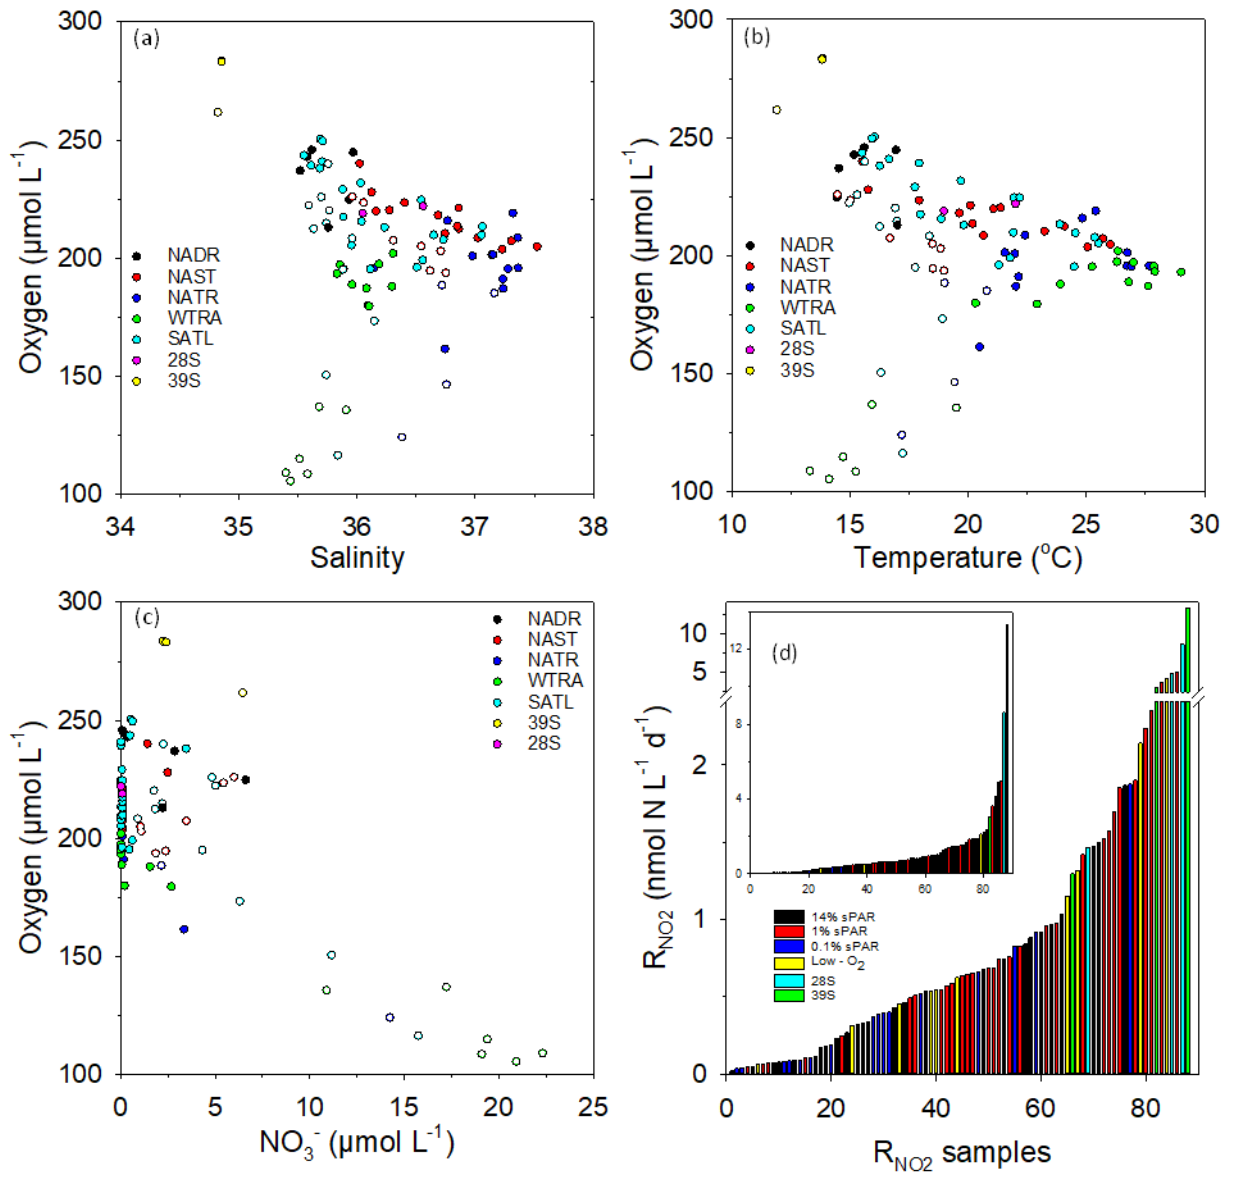 (a)
300
250
200
150
100
Oxygen (µmol L⁻¹)
NADR
NAST
NATR
WTRA
SATL
28S
39S
34
35
36
37
38
Salinity
(b)
300
250
200
150
100
Oxygen (µmol L⁻¹)
NADR
NAST
NATR
WTRA
SATL
28S
39S
10
15
20
25
30
Temperature (°C)
(c)
300
250
200
150
100
Oxygen (µmol L⁻¹)
NADR
NAST
NATR
WTRA
SATL
39S
28S
0
5
10
15
20
25
NO₃⁻ (µmol L⁻¹)
(d)
10
5
2
1
0
R_NO2 (nmol N L⁻¹ d⁻¹)
12
8
4
0
0
20
40
60
80
14% sPAR
1% sPAR
0.1% sPAR
Low - O₂
28S
39S
0
20
40
60
80
R_NO2 samples